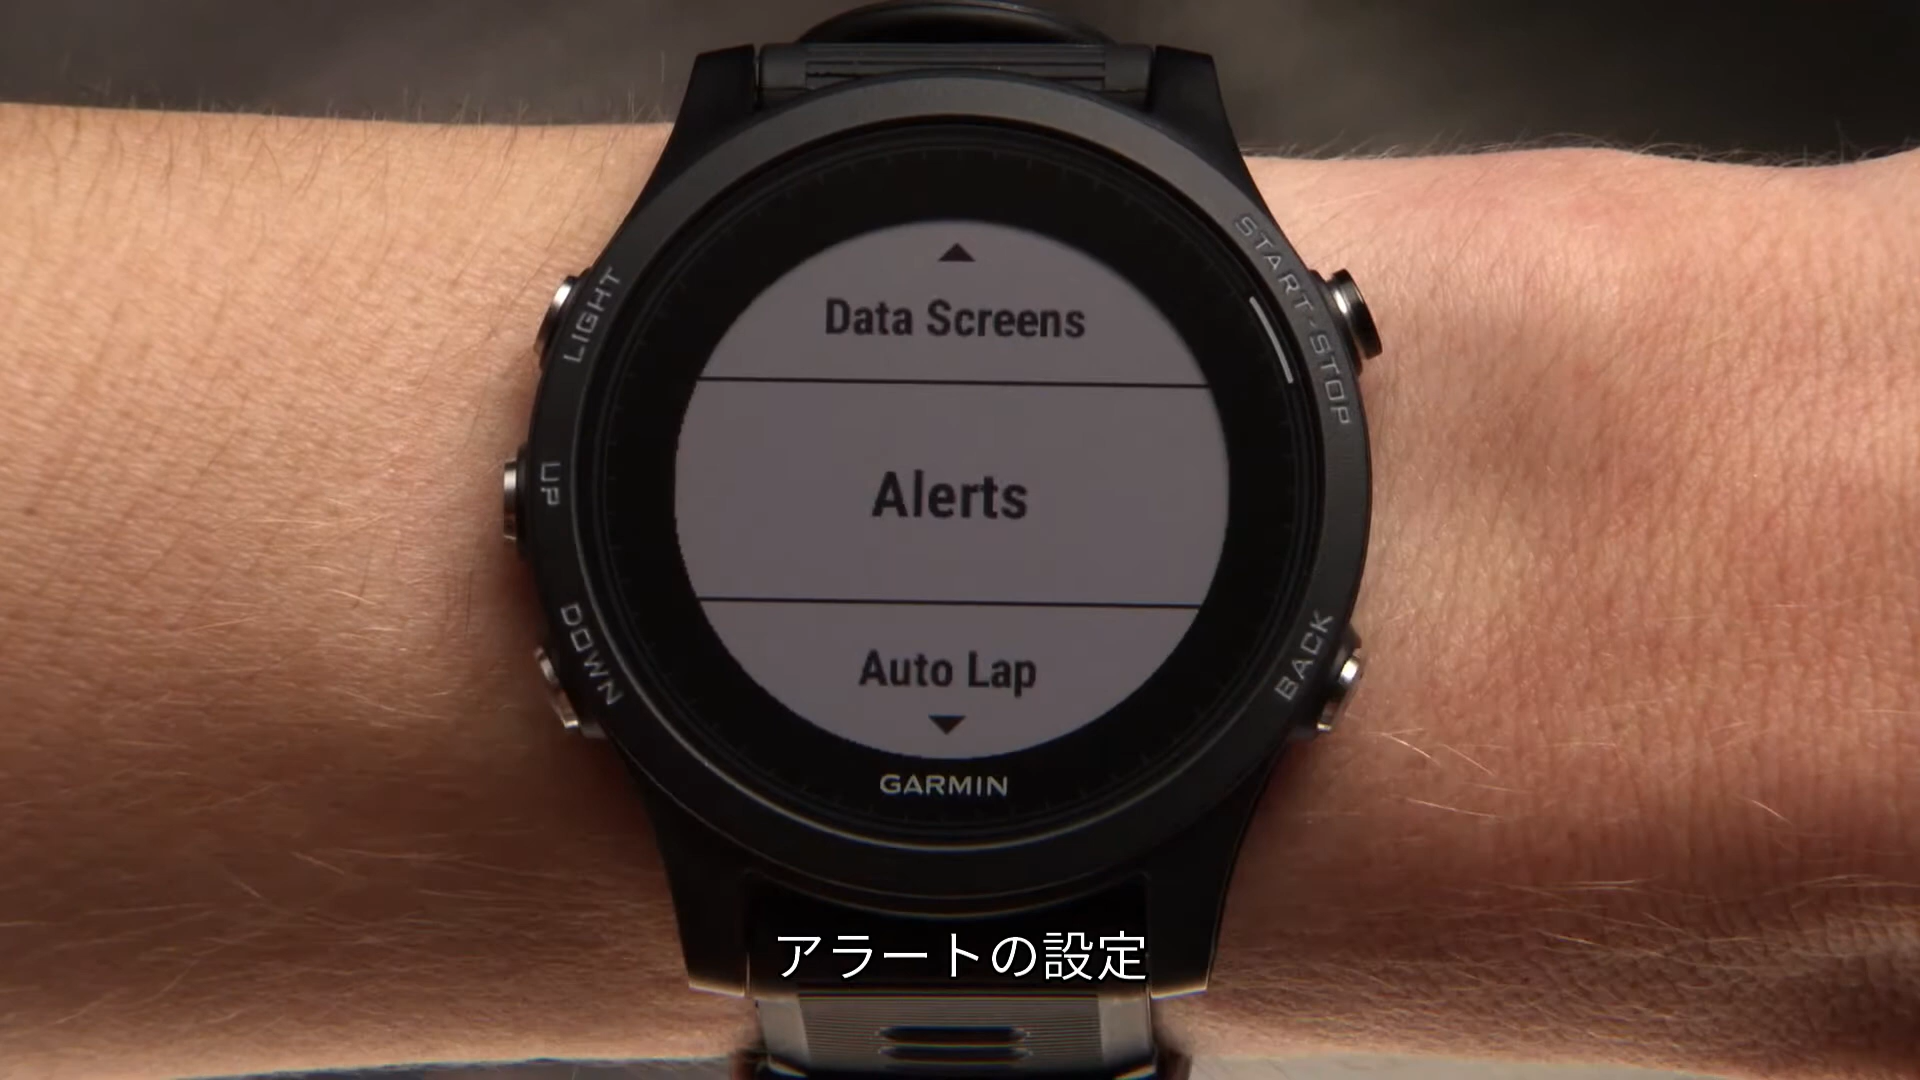 START·STOP
LIGHT
Data Screens
UP
Alerts
DOWN
BACK
Auto Lap
GARMIN
アラートの設定